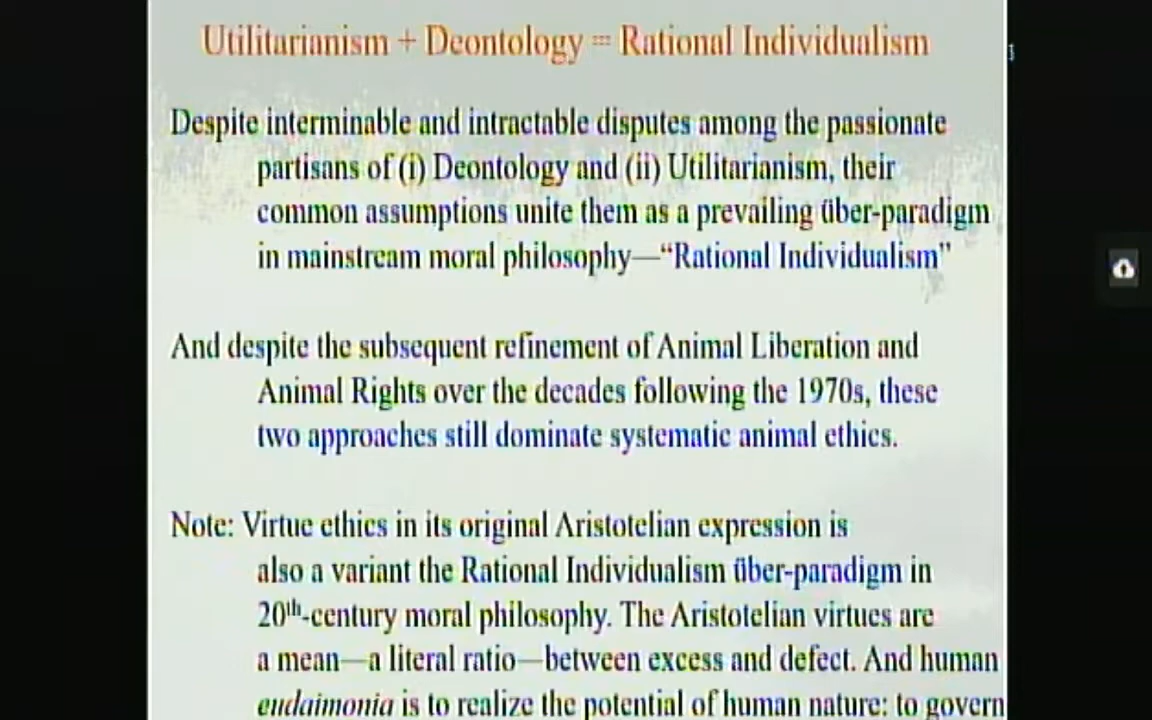 Utilitarianism + Deontology = Rational Individualism
Despite interminable and intractable disputes among the passionate
partisans of (i) Deontology and (ii) Utilitarianism, their
common assumptions unite them as a prevailing über-paradigm
in mainstream moral philosophy—“Rational Individualism”
And despite the subsequent refinement of Animal Liberation and
Animal Rights over the decades following the 1970s, these
two approaches still dominate systematic animal ethics.
Note: Virtue ethics in its original Aristotelian expression is
also a variant the Rational Individualism über-paradigm in
20th-century moral philosophy. The Aristotelian virtues are
a mean—a literal ratio—between excess and defect. And human
eudaimonia is to realize the potential of human nature: to govern